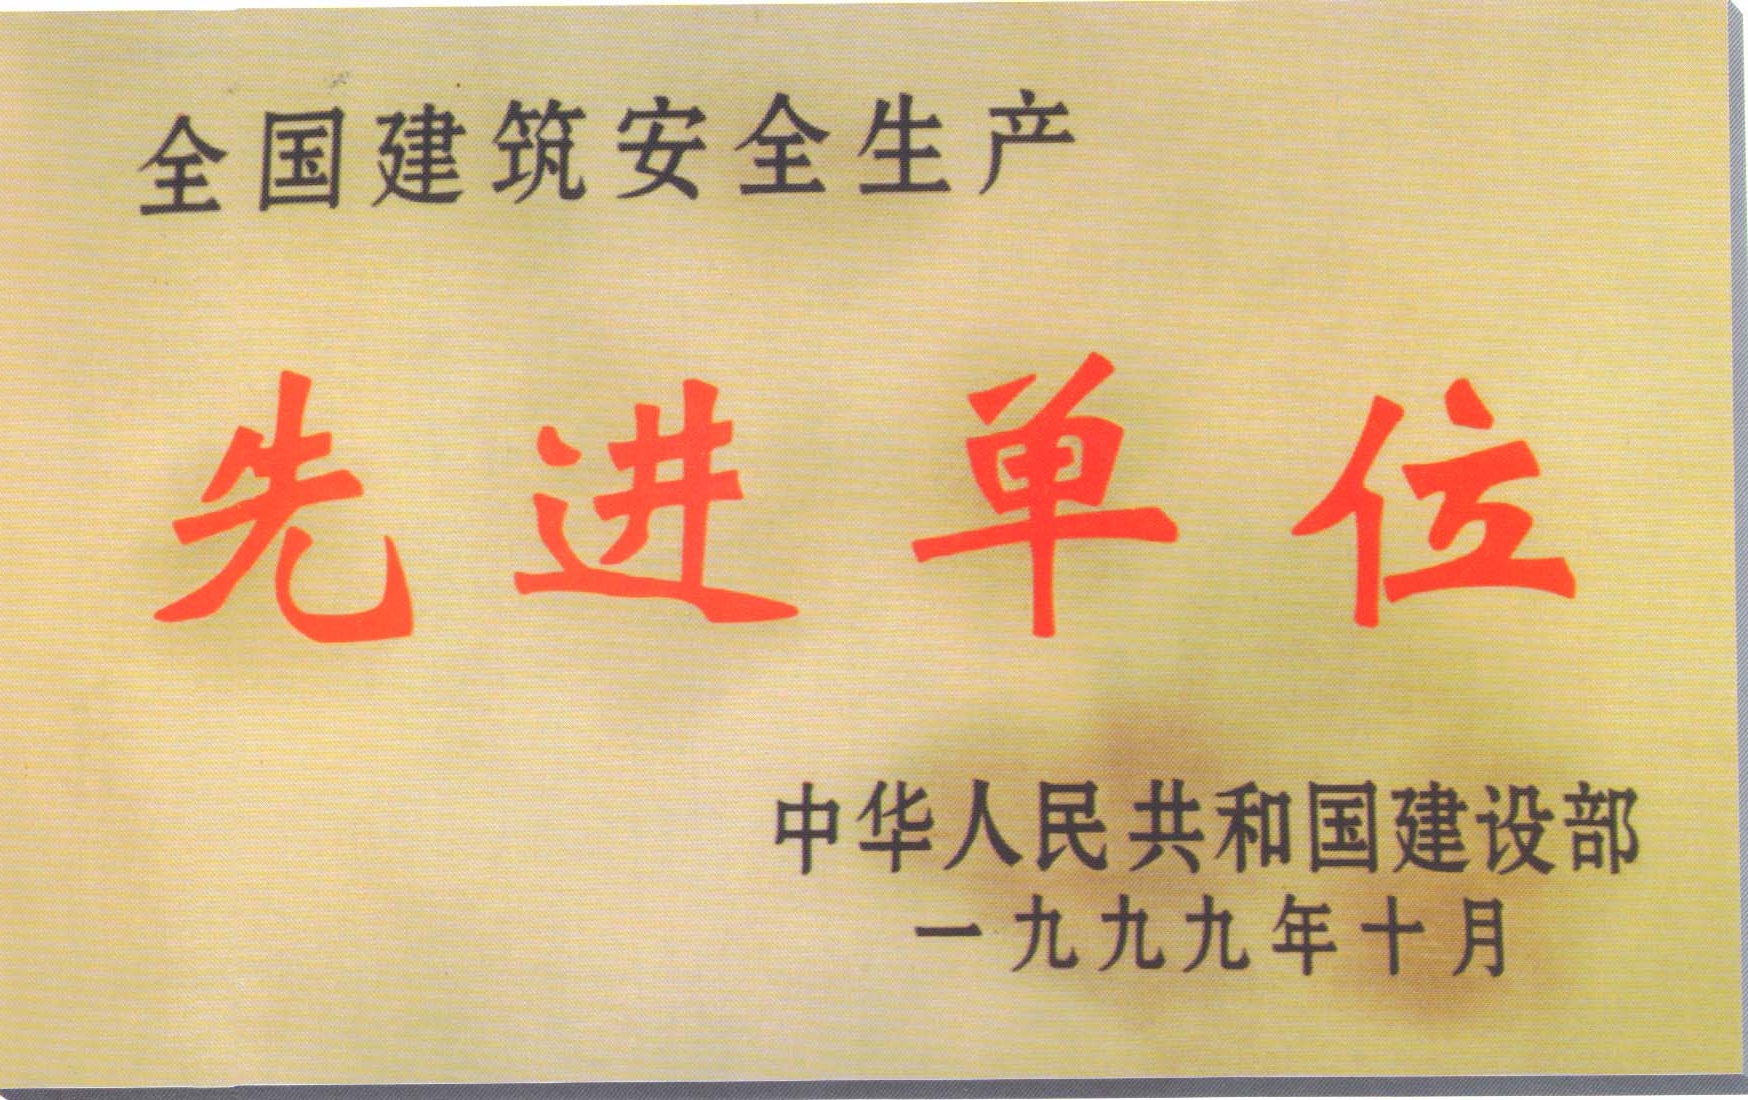 全国建筑安全生产
先进单位
中华人民共和国建设部
一九九九年十月